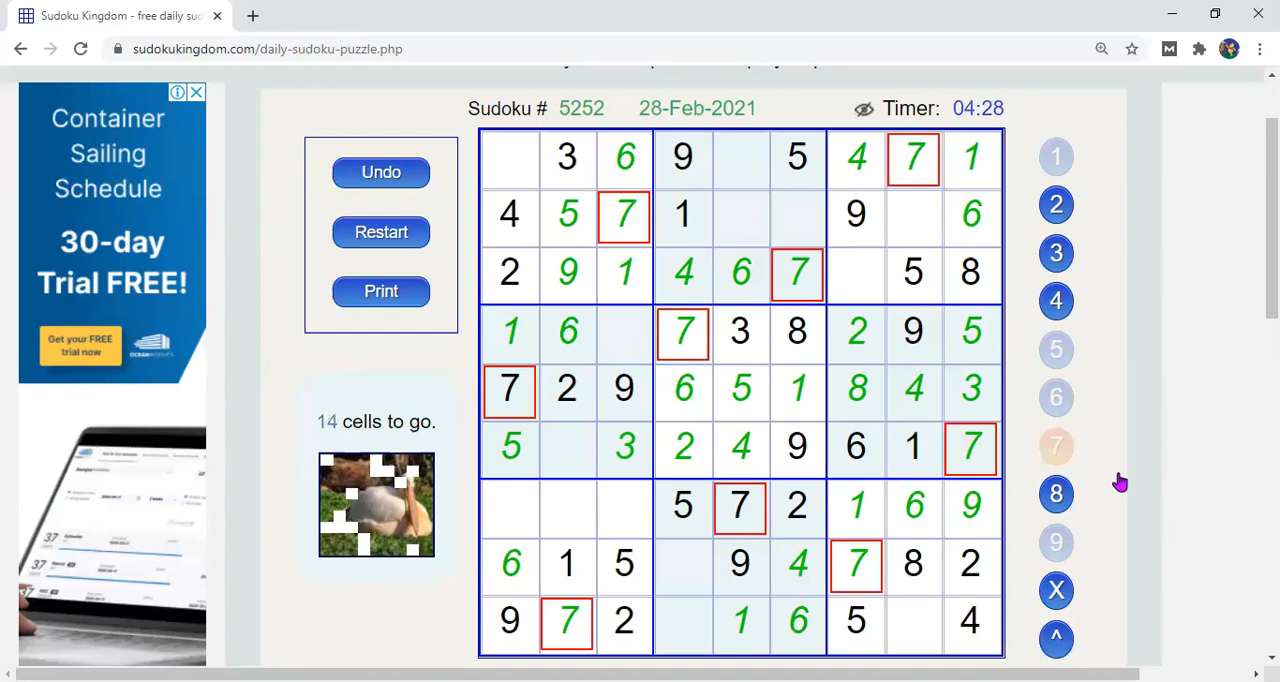 Sudoku Kingdom - free daily sud
sudokukingdom.com/daily-sudoku-puzzle.php
Sudoku # 5252 28-Feb-2021 Timer: 04:28
Container
Sailing
Schedule
30-day
Trial FREE!
Get your FREE
trial now
OCEANINSIGHTS
Undo
Restart
Print
14 cells to go.
3 6 9 5 4 7 1
4 5 7 1 9 6
2 9 1 4 6 7 5 8
1 6 7 3 8 2 9 5
7 2 9 6 5 1 8 4 3
5 3 2 4 9 6 1 7
5 7 2 1 6 9
6 1 5 9 4 7 8 2
9 7 2 1 6 5 4
1
2
3
4
5
6
7
8
9
X
^